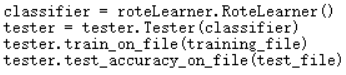 classifier = roteLearner.RoteLearner()
tester = tester.Tester(classifier)
tester.train_on_file(training_file)
tester.test_accuracy_on_file(test_file)